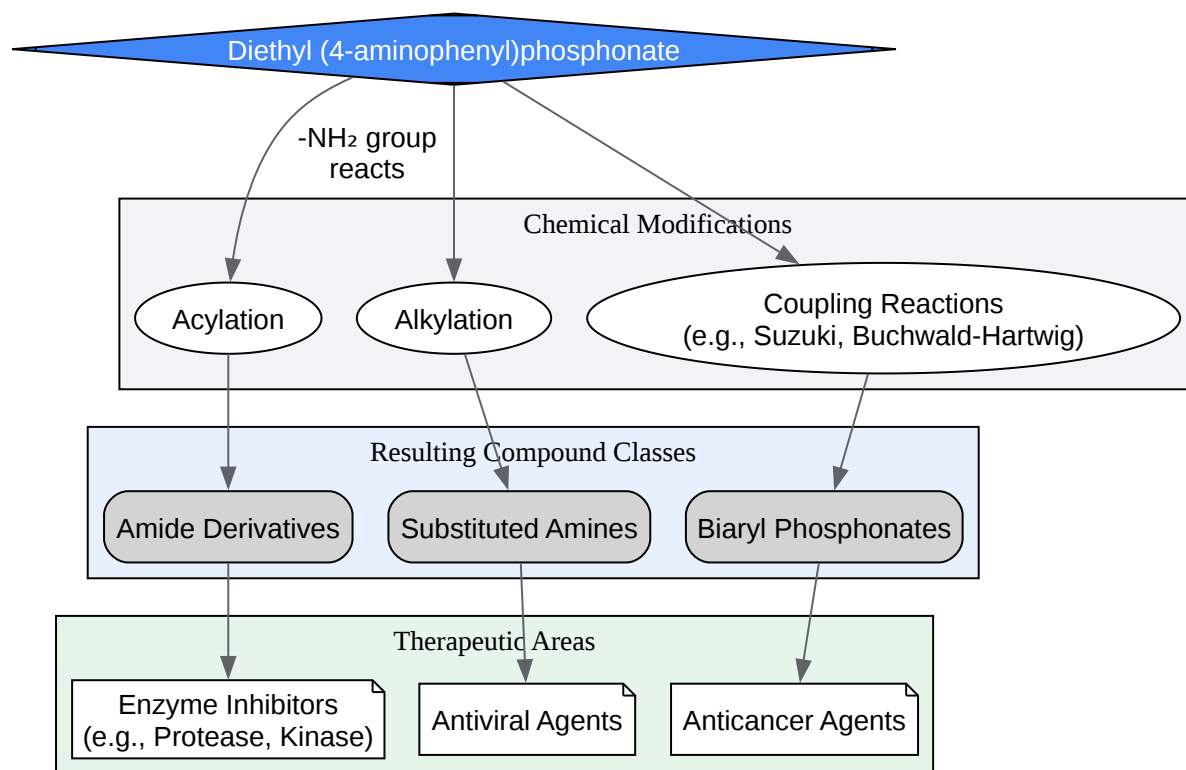 Diethyl (4-aminophenyl)phosphonate
-NH₂ group
reacts
Chemical Modifications
Acylation
Alkylation
Coupling Reactions
(e.g., Suzuki, Buchwald-Hartwig)
Resulting Compound Classes
Amide Derivatives
Substituted Amines
Biaryl Phosphonates
Therapeutic Areas
Enzyme Inhibitors
(e.g., Protease, Kinase)
Antiviral Agents
Anticancer Agents